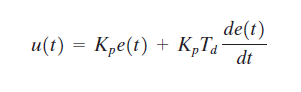 u(t) = K_p e(t) + K_p T_d de(t)/dt